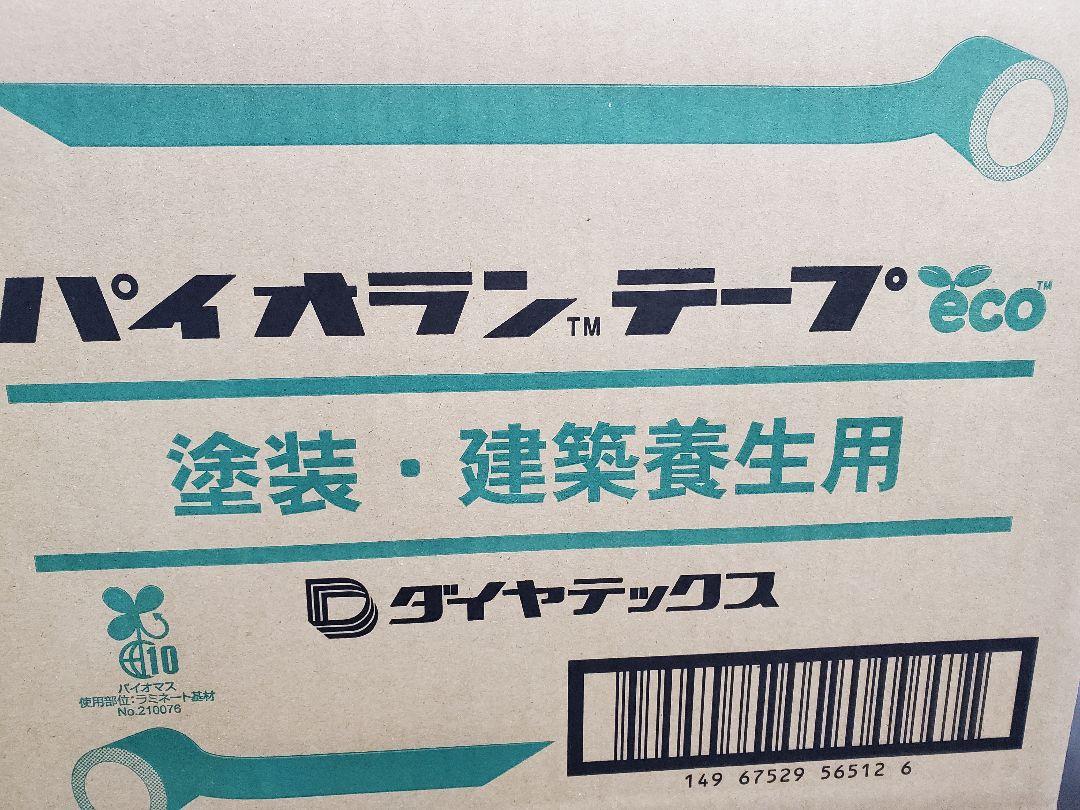 パイオラン™テープ eco™
塗装・建築養生用
D ダイヤテックス
10
バイオマス
使用部位:ラミネート基材
No.210076
149 67529 56512 6